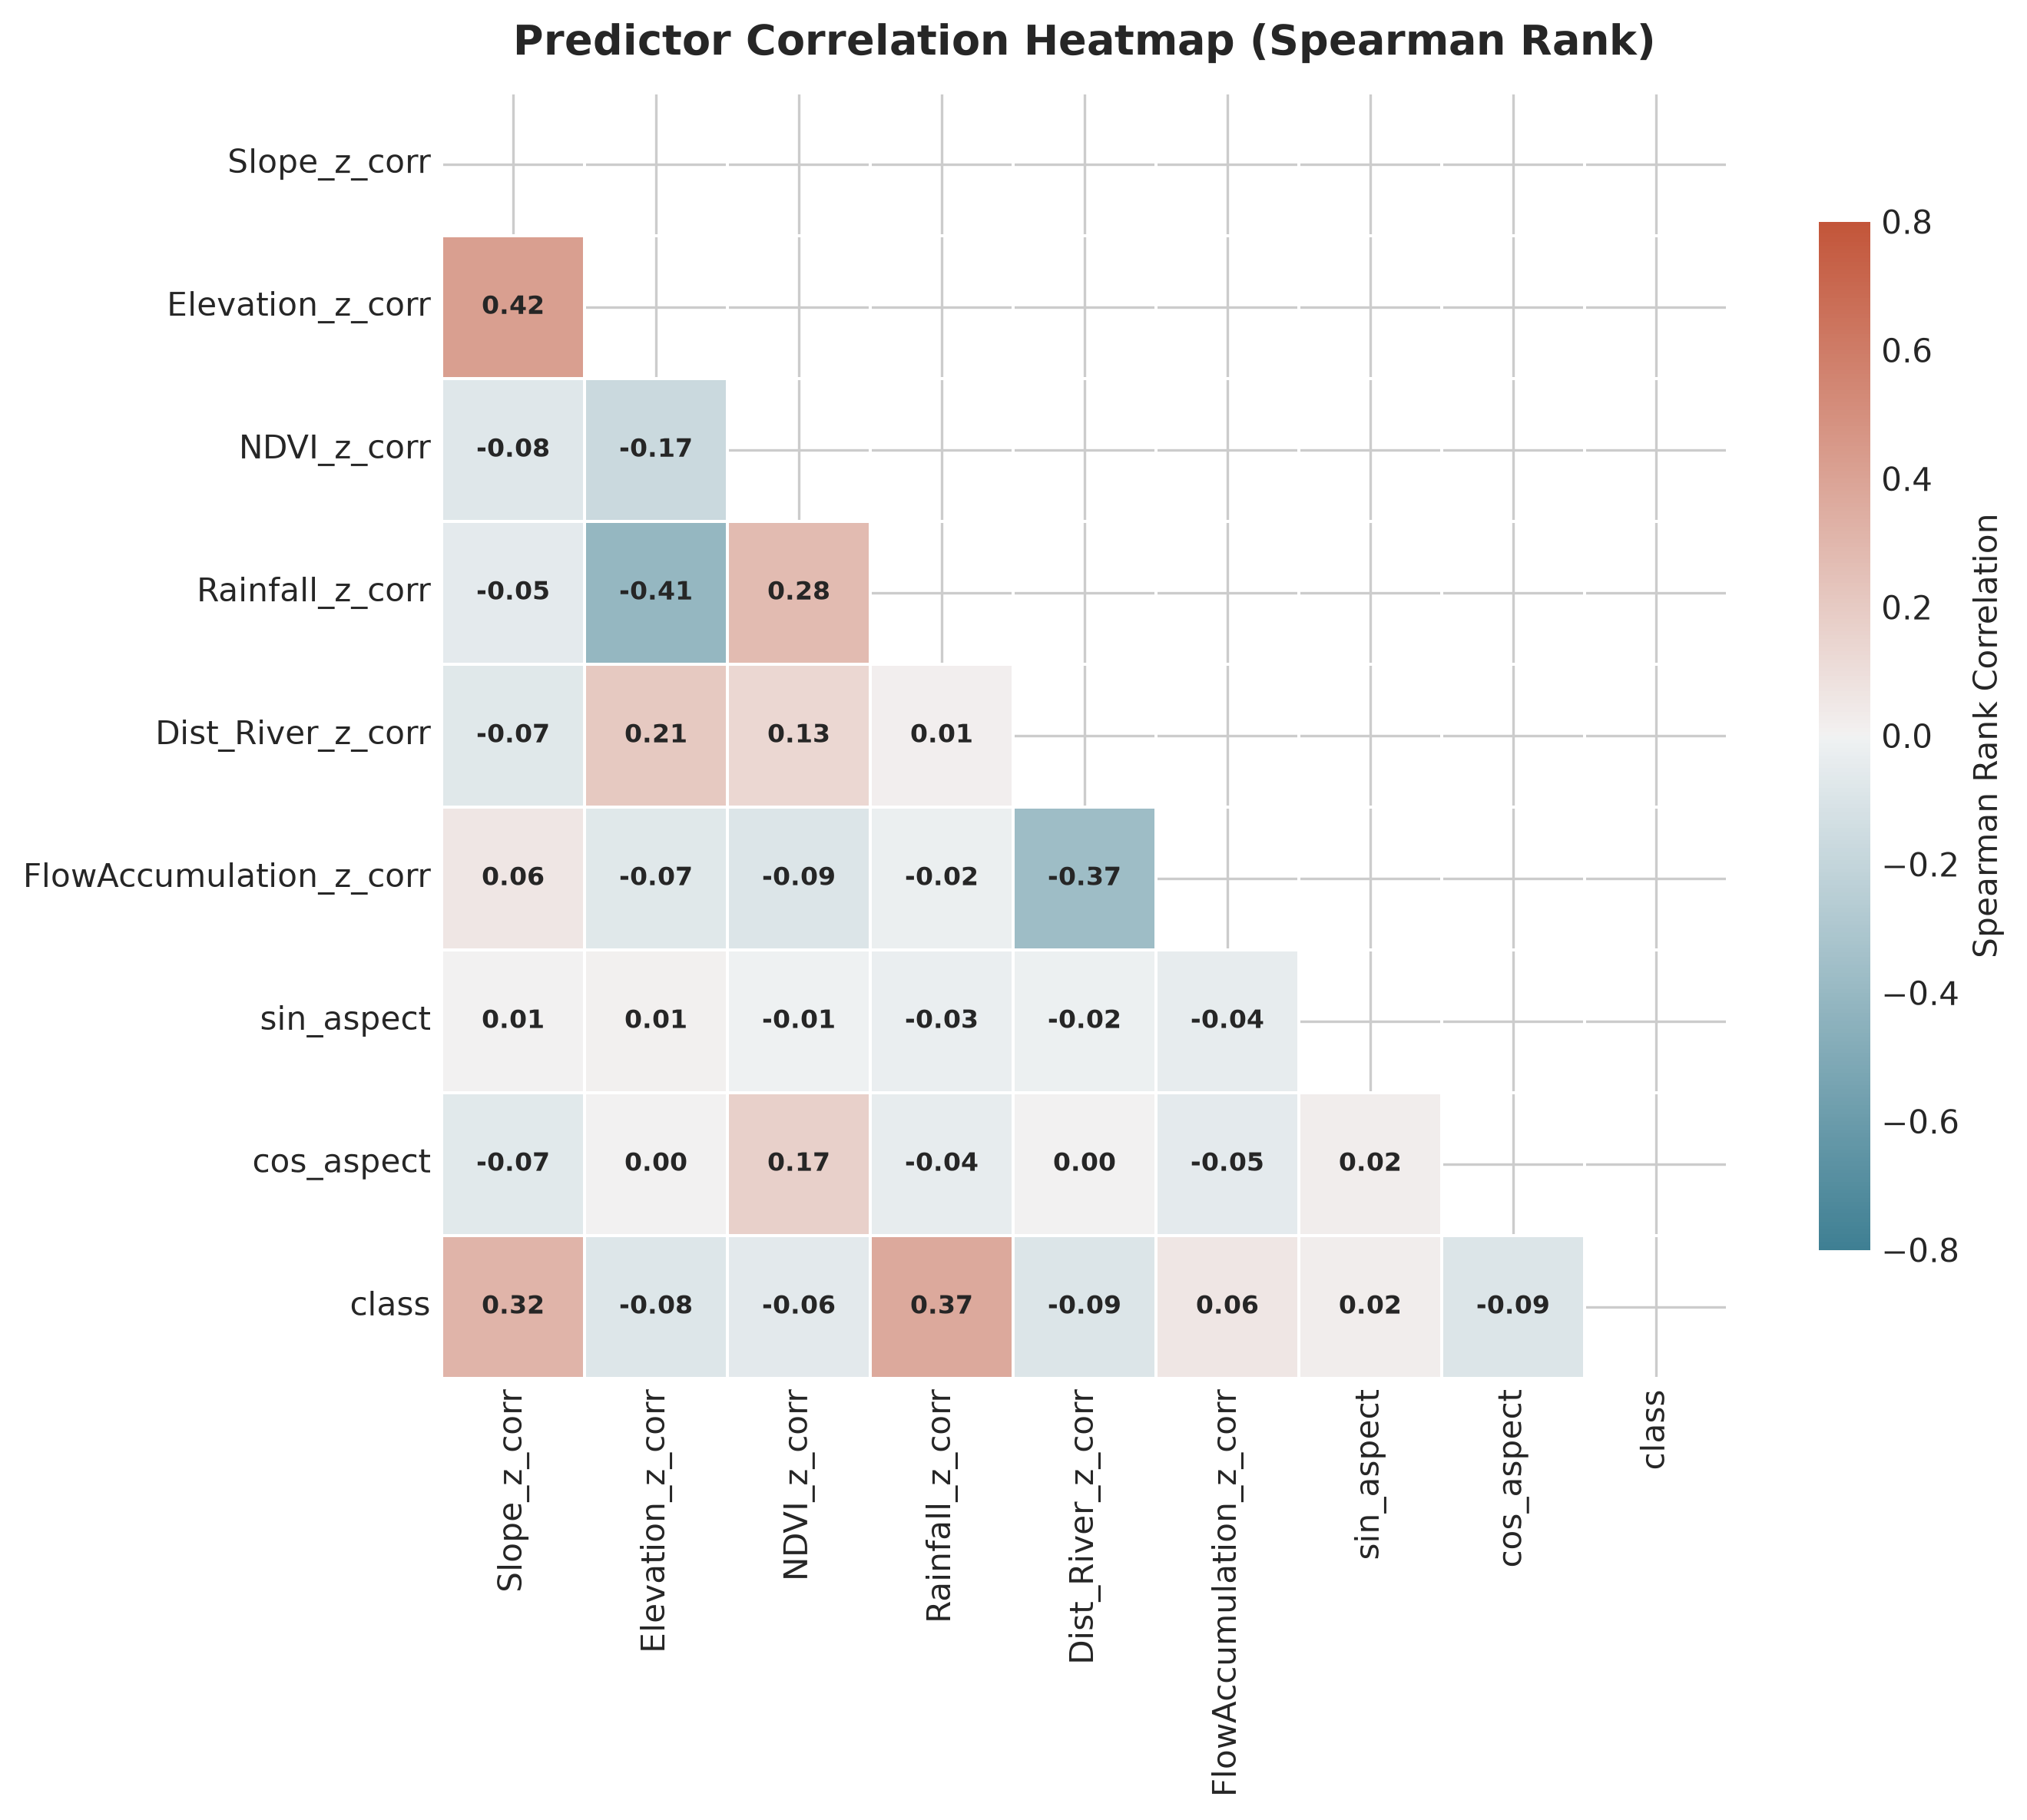 Predictor Correlation Heatmap (Spearman Rank)
Slope_z_corr
Elevation_z_corr
0.42
NDVI_z_corr
-0.08 -0.17
Rainfall_z_corr
-0.05 -0.41 0.28
Dist_River_z_corr
-0.07 0.21 0.13 0.01
FlowAccumulation_z_corr
0.06 -0.07 -0.09 -0.02 -0.37
sin_aspect
0.01 0.01 -0.01 -0.03 -0.02 -0.04
cos_aspect
-0.07 0.00 0.17 -0.04 0.00 -0.05 0.02
class
0.32 -0.08 -0.06 0.37 -0.09 0.06 0.02 -0.09
Slope_z_corr
Elevation_z_corr
NDVI_z_corr
Rainfall_z_corr
Dist_River_z_corr
FlowAccumulation_z_corr
sin_aspect
cos_aspect
class
0.8
0.6
0.4
0.2
0.0
−0.2
−0.4
−0.6
−0.8
Spearman Rank Correlation